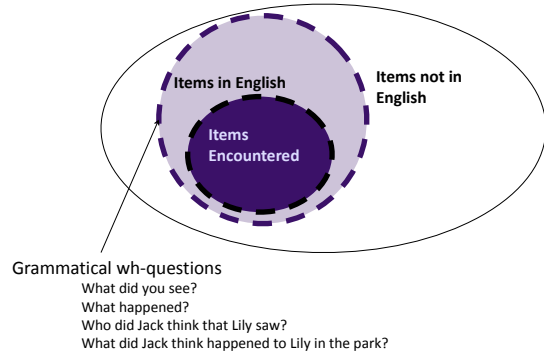 Items in English
Items not in
English
Items
Encountered
Grammatical wh-questions
What did you see?
What happened?
Who did Jack think that Lily saw?
What did Jack think happened to Lily in the park?